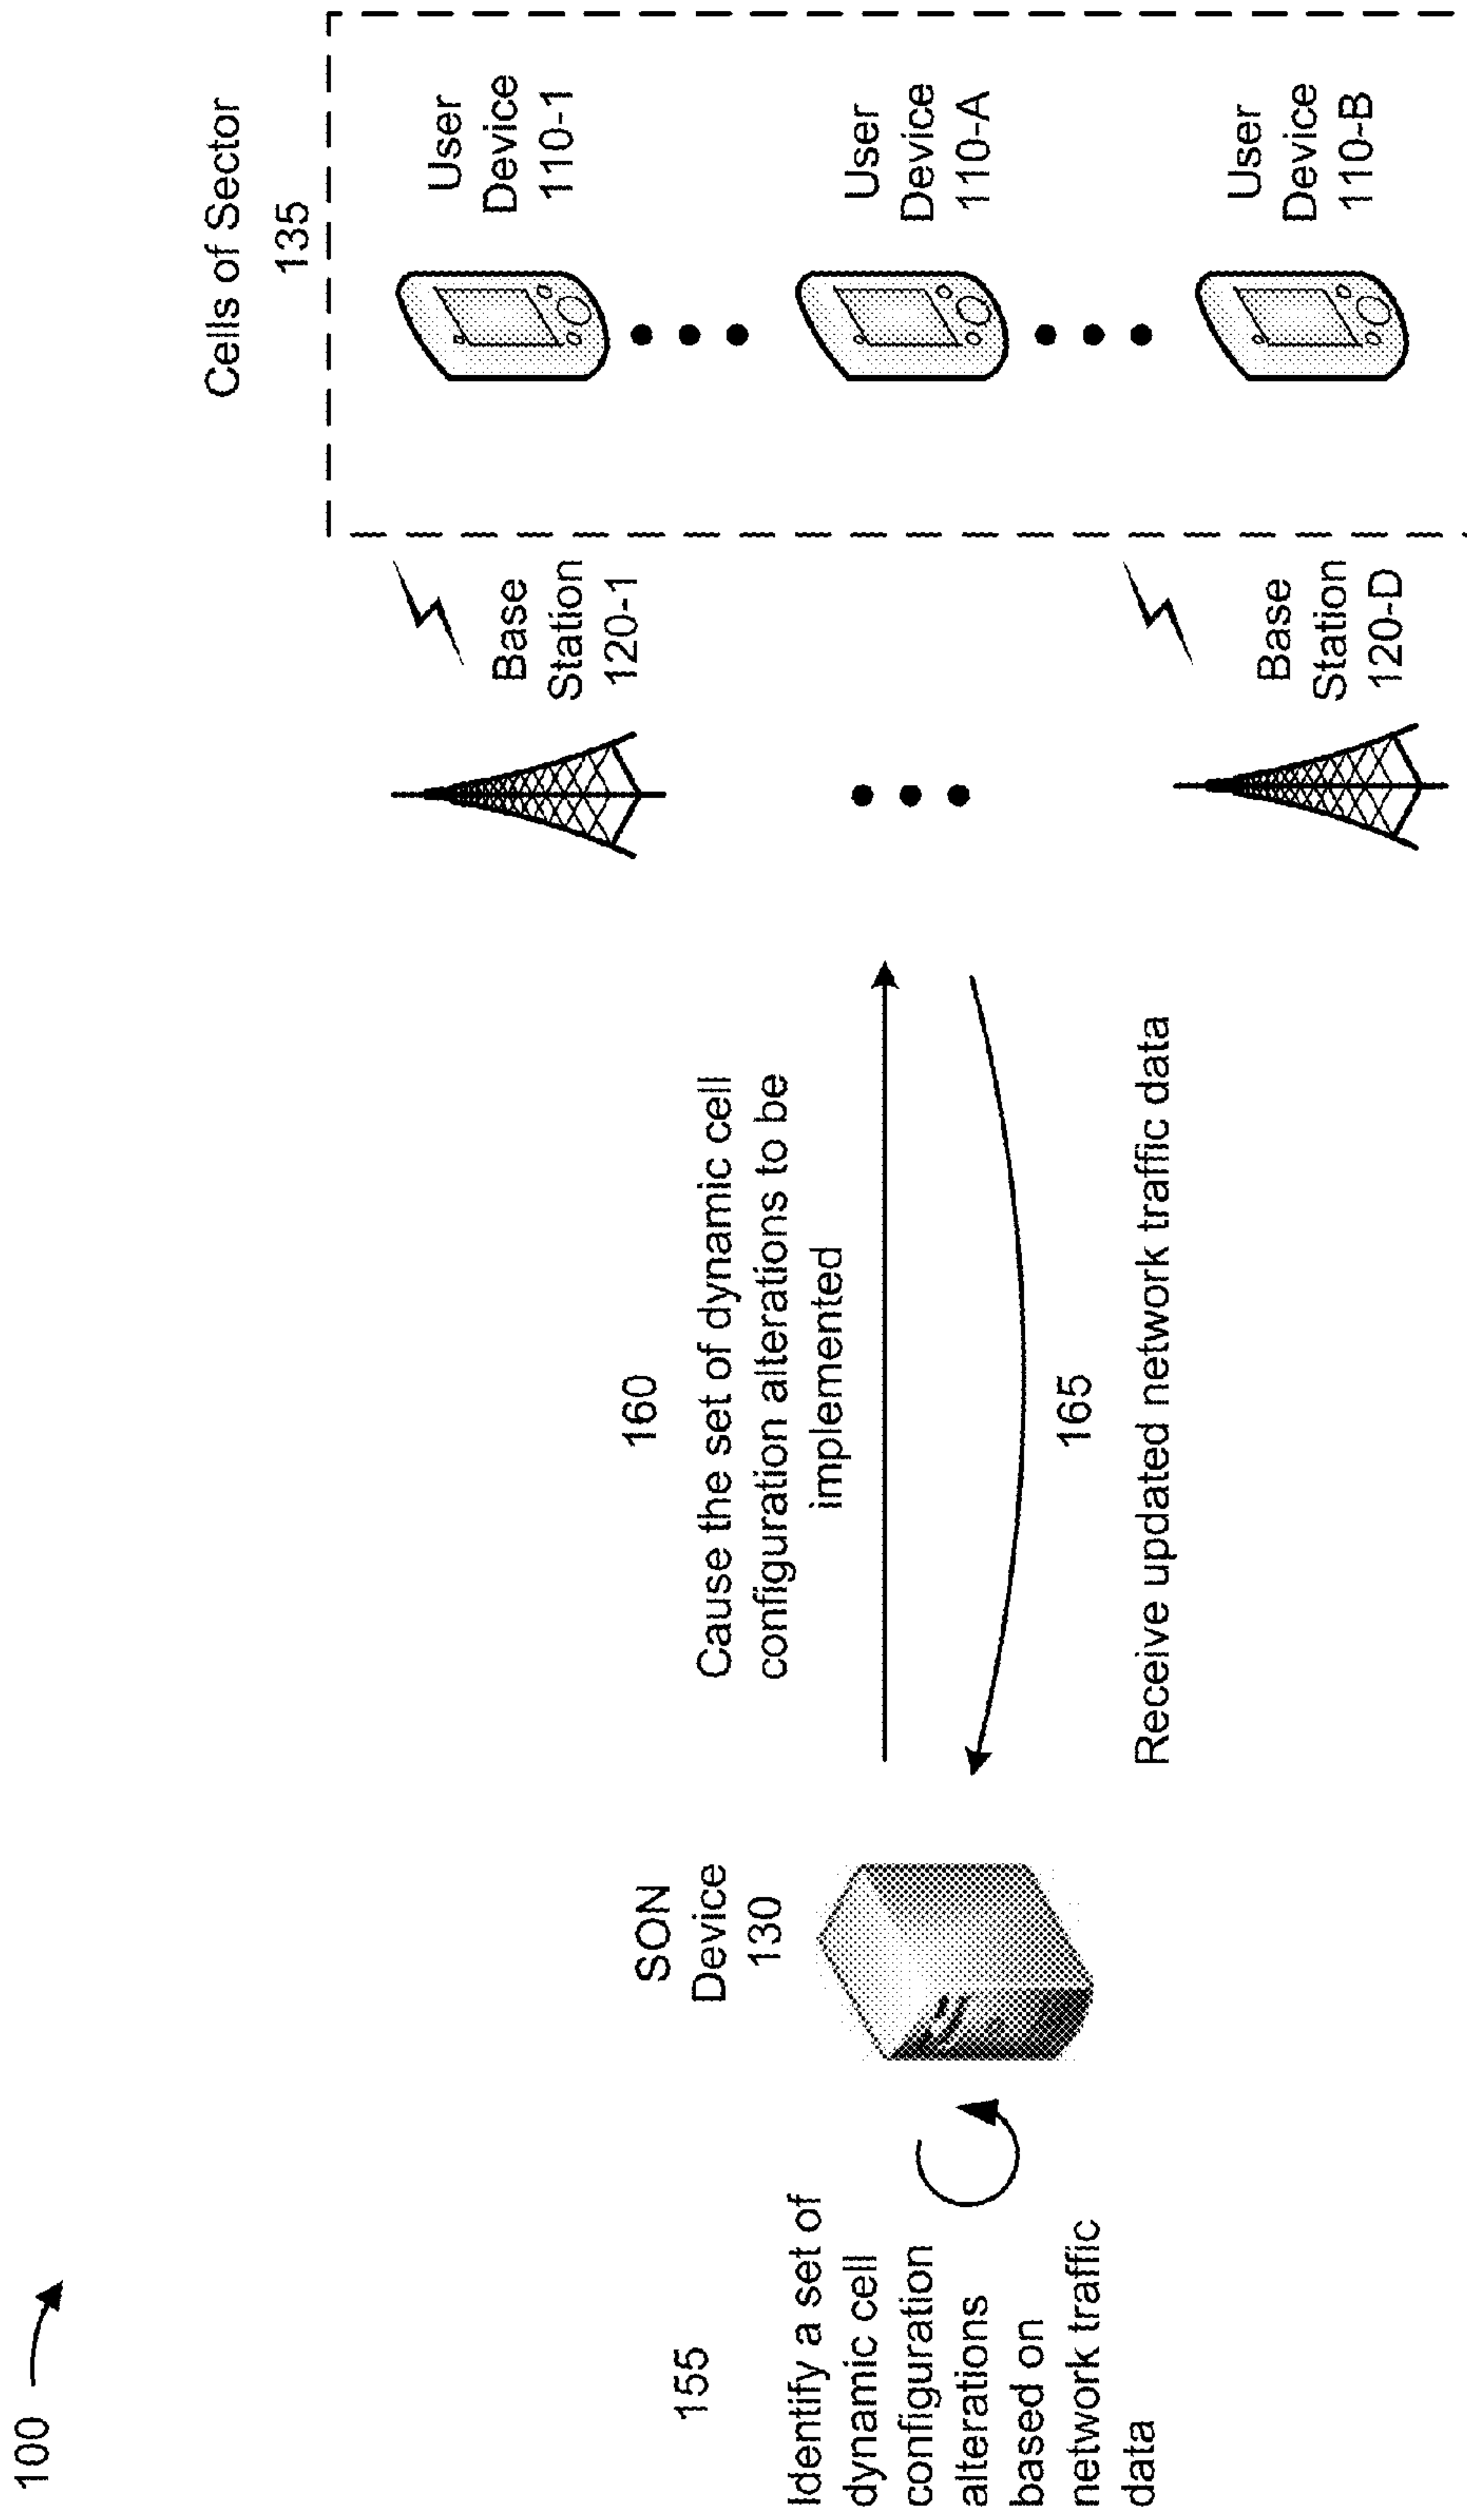 100
155
Identify a set of
dynamic cell
configuration
alterations
based on
network traffic
data
SON
Device
130
160
Cause the set of dynamic cell
configuration alterations to be
implemented
165
Receive updated network traffic data
Base
Station
120-1
Base
Station
120-D
Cells of Sector
135
User
Device
110-1
User
Device
110-A
User
Device
110-B